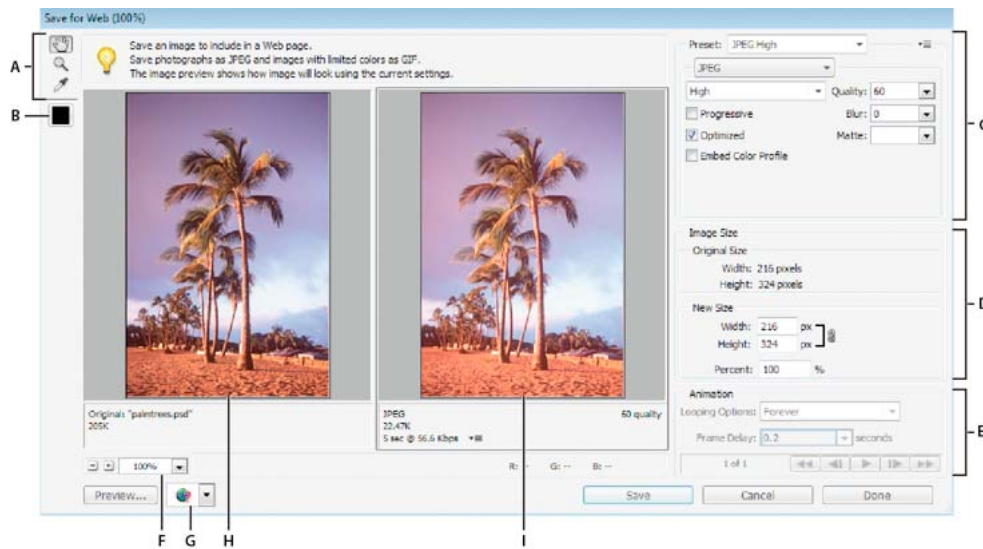 Save for Web (100%)
A
B
Save an image to include in a Web page.
Save photographs as JPEG and images with limited colors as GIF.
The image preview shows how image will look using the current settings.
Original: "palmtrees.psd"
205K
JPEG
60 quality
22.47K
5 sec @ 56.6 Kbps
100%
R: --
G: --
B: --
Preview...
Save
Cancel
Done
Preset: JPEG High
JPEG
High
Quality: 60
Progressive
Blur: 0
Optimized
Matte:
Embed Color Profile
Image Size
Original Size
Width: 216 pixels
Height: 324 pixels
New Size
Width: 216 px
Height: 324 px
Percent: 100 %
Animation
Looping Options: Forever
Frame Delay: 0.2 seconds
1 of 1
F
G
H
I